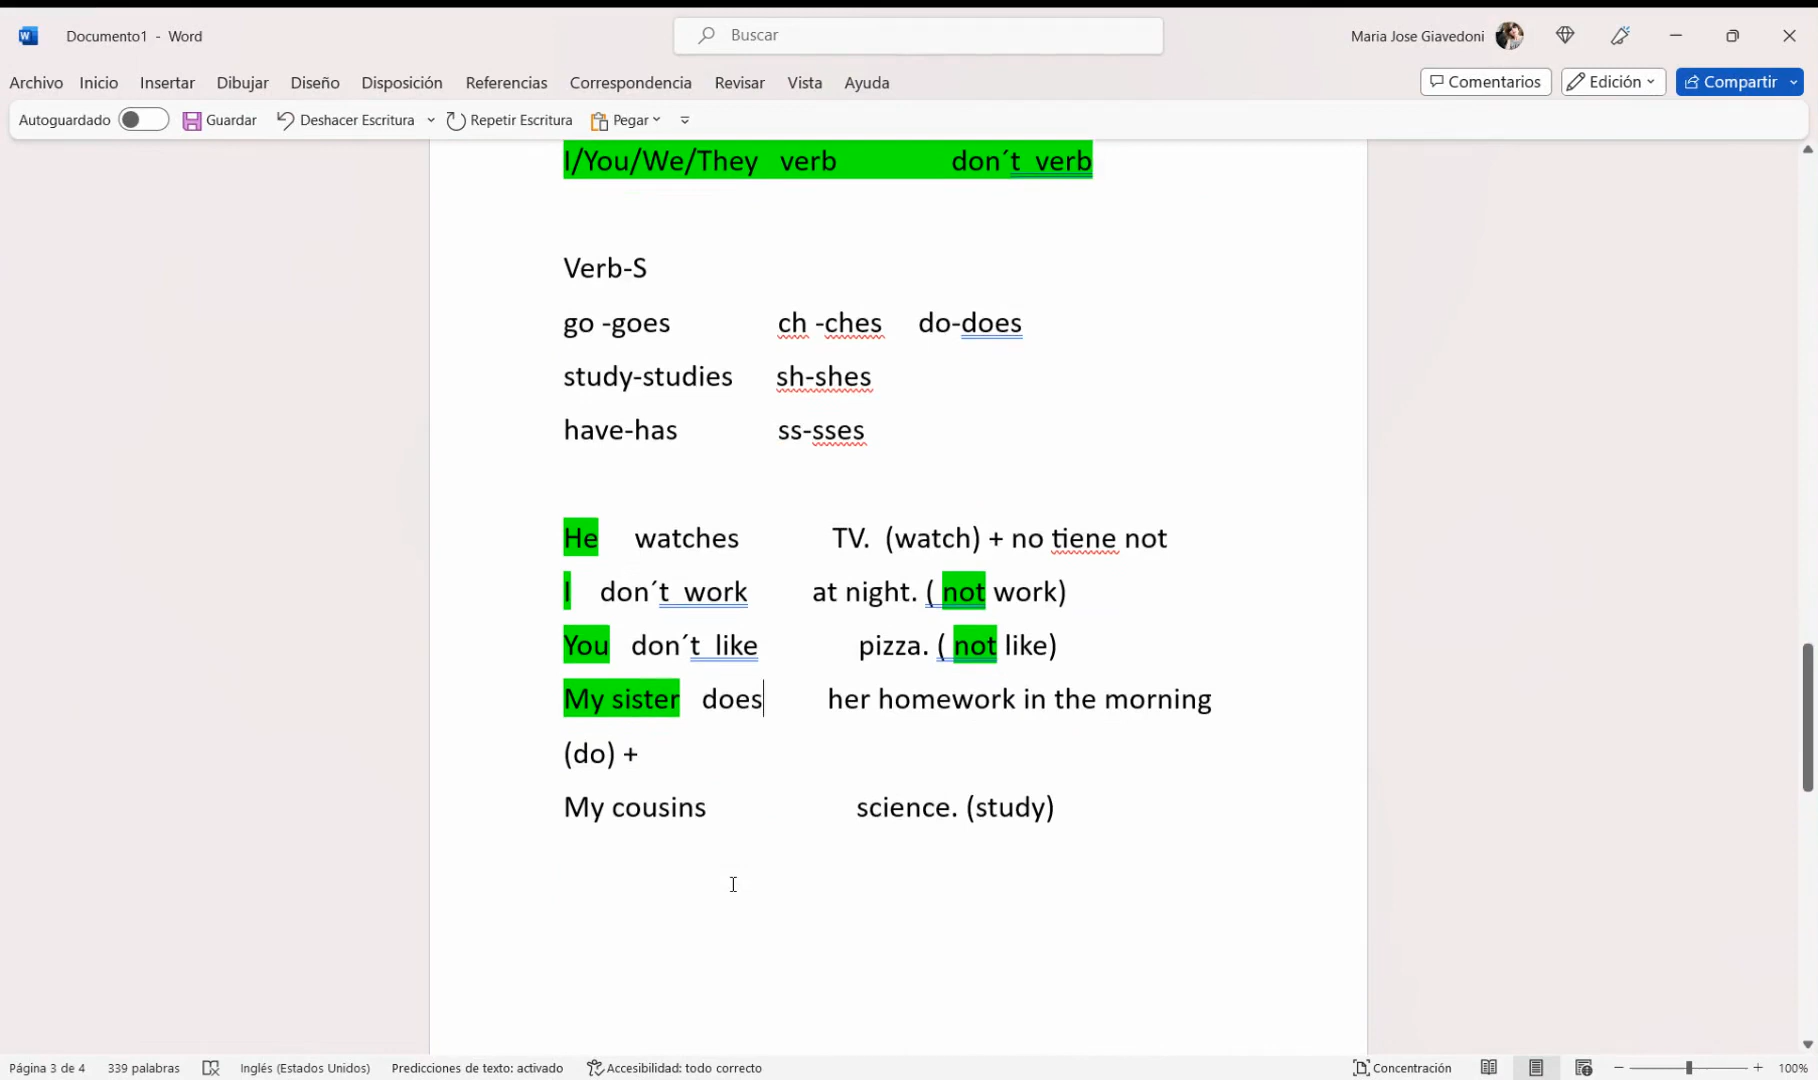 Documento1 - Word
Buscar
Maria Jose Giavedoni
Archivo Inicio Insertar Dibujar Diseño Disposición Referencias Correspondencia Revisar Vista Ayuda
Comentarios Edición Compartir
Autoguardado Guardar Deshacer Escritura Repetir Escritura Pegar
I/You/We/They verb don´t verb
Verb-S
go -goes ch -ches do-does
study-studies sh-shes
have-has ss-sses
He watches TV. (watch) + no tiene not
I don´t work at night. ( not work)
You don´t like pizza. ( not like)
My sister does her homework in the morning
(do) +
My cousins science. (study)
Página 3 de 4 339 palabras Inglés (Estados Unidos) Predicciones de texto: activado Accesibilidad: todo correcto Concentración 100%